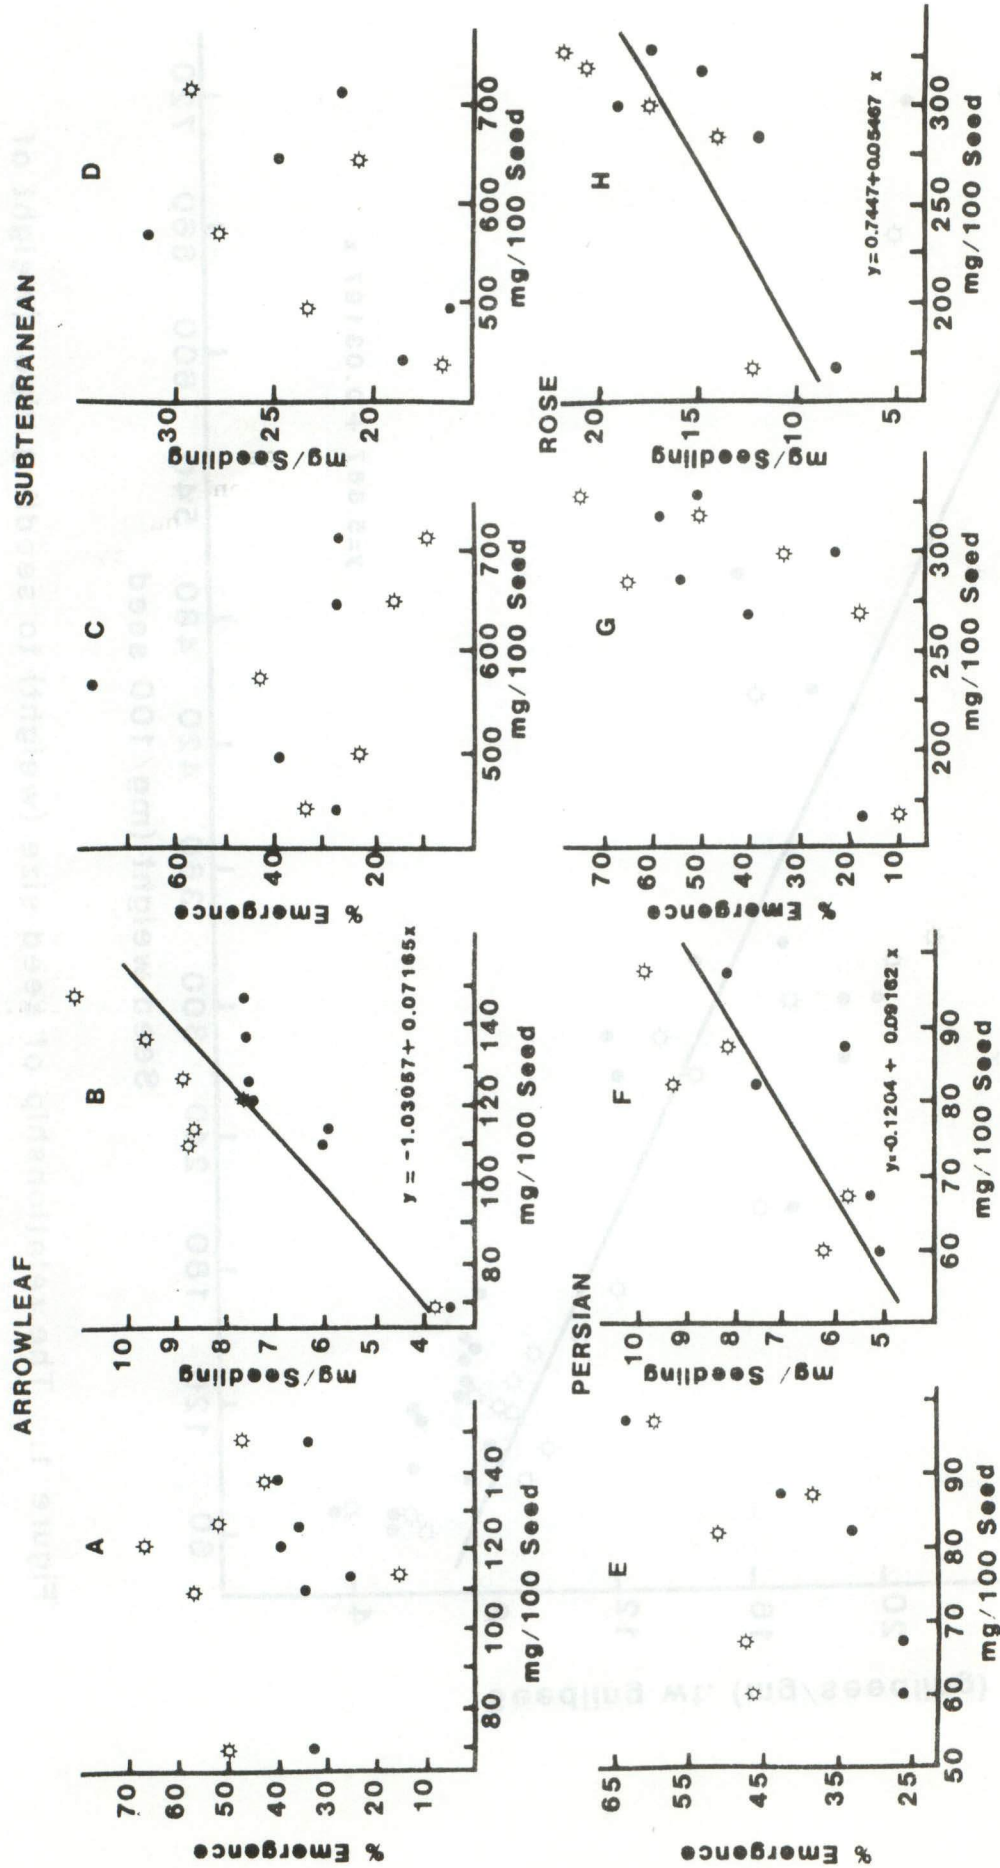 ARROWLEAF
SUBTERRANEAN
A
% Emergence
70
60
50
40
30
20
10
80
100
120
140
mg/100 Seed
B
mg/Seedling
10
9
8
7
6
5
4
80
100
120
140
mg/100 Seed
y = -1.03057+ 0.07165x
C
% Emergence
60
40
20
500
600
700
mg/100 Seed
D
mg/Seedling
30
25
20
500
600
700
mg/100 Seed
PERSIAN
ROSE
E
% Emergence
65
55
45
35
25
50
60
70
80
90
mg/100 Seed
F
mg/Seedling
10
9
8
7
6
5
60
70
80
90
mg/100 Seed
y=-0.1204 + 0.09162 x
G
% Emergence
70
60
50
40
30
20
10
200
250
300
mg/100 Seed
H
mg/Seedling
20
15
10
5
200
250
300
mg/100 Seed
y=0.7447+0.05467 x